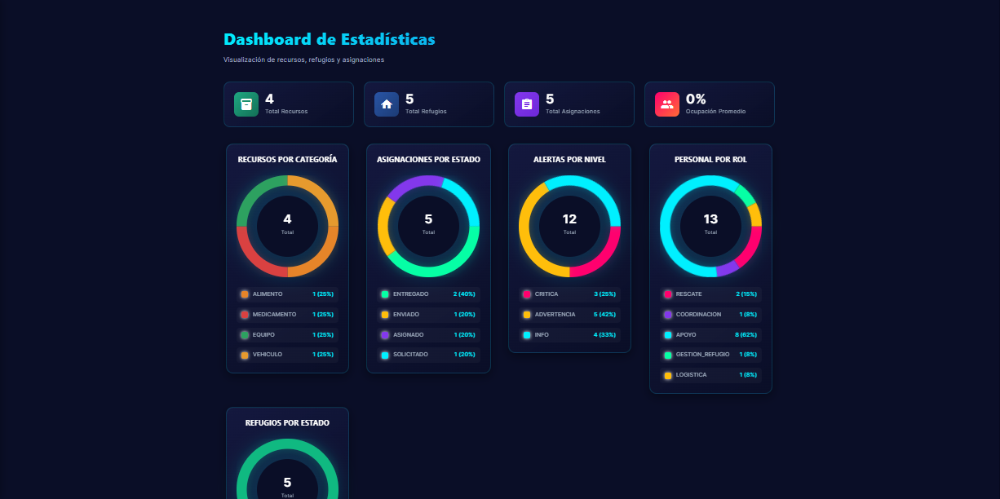 Dashboard de Estadísticas
Visualización de recursos, refugios y asignaciones
4
Total Recursos
5
Total Refugios
5
Total Asignaciones
0%
Ocupación Promedio
RECURSOS POR CATEGORÍA
4
Total
ALIMENTO 1 (25%)
MEDICAMENTO 1 (25%)
EQUIPO 1 (25%)
VEHICULO 1 (25%)
ASIGNACIONES POR ESTADO
5
Total
ENTREGADO 2 (40%)
ENVIADO 1 (20%)
ASIGNADO 1 (20%)
SOLICITADO 1 (20%)
ALERTAS POR NIVEL
12
Total
CRITICA 3 (25%)
ADVERTENCIA 5 (42%)
INFO 4 (33%)
PERSONAL POR ROL
13
Total
RESCATE 2 (15%)
COORDINACION 1 (8%)
APOYO 8 (62%)
GESTION_REFUGIO 1 (8%)
LOGISTICA 1 (8%)
REFUGIOS POR ESTADO
5
Total